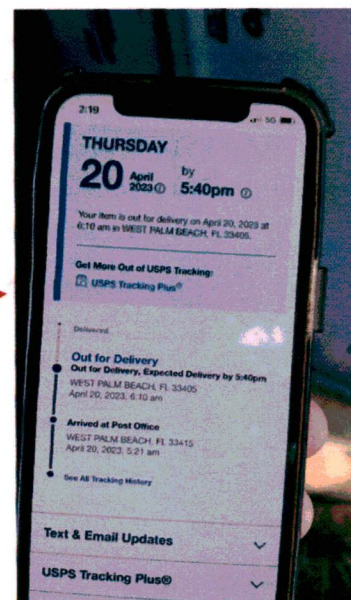 2:19
5G
THURSDAY
20 April 2023 by 5:40pm
Your item is out for delivery on April 20, 2023 at
6:10 am in WEST PALM BEACH, FL 33405.
Get More Out of USPS Tracking:
USPS Tracking Plus®
Delivered
Out for Delivery
Out for Delivery, Expected Delivery by 5:40pm
WEST PALM BEACH, FL 33405
April 20, 2023, 6:10 am
Arrived at Post Office
WEST PALM BEACH, FL 33415
April 20, 2023, 5:21 am
See All Tracking History
Text & Email Updates
USPS Tracking Plus®